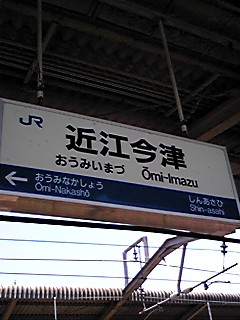 JR
近江今津
おうみいまづ Ōmi-Imazu
← おうみなかしょう
Ōmi-Nakashō
しんあさひ
Shin-asahi